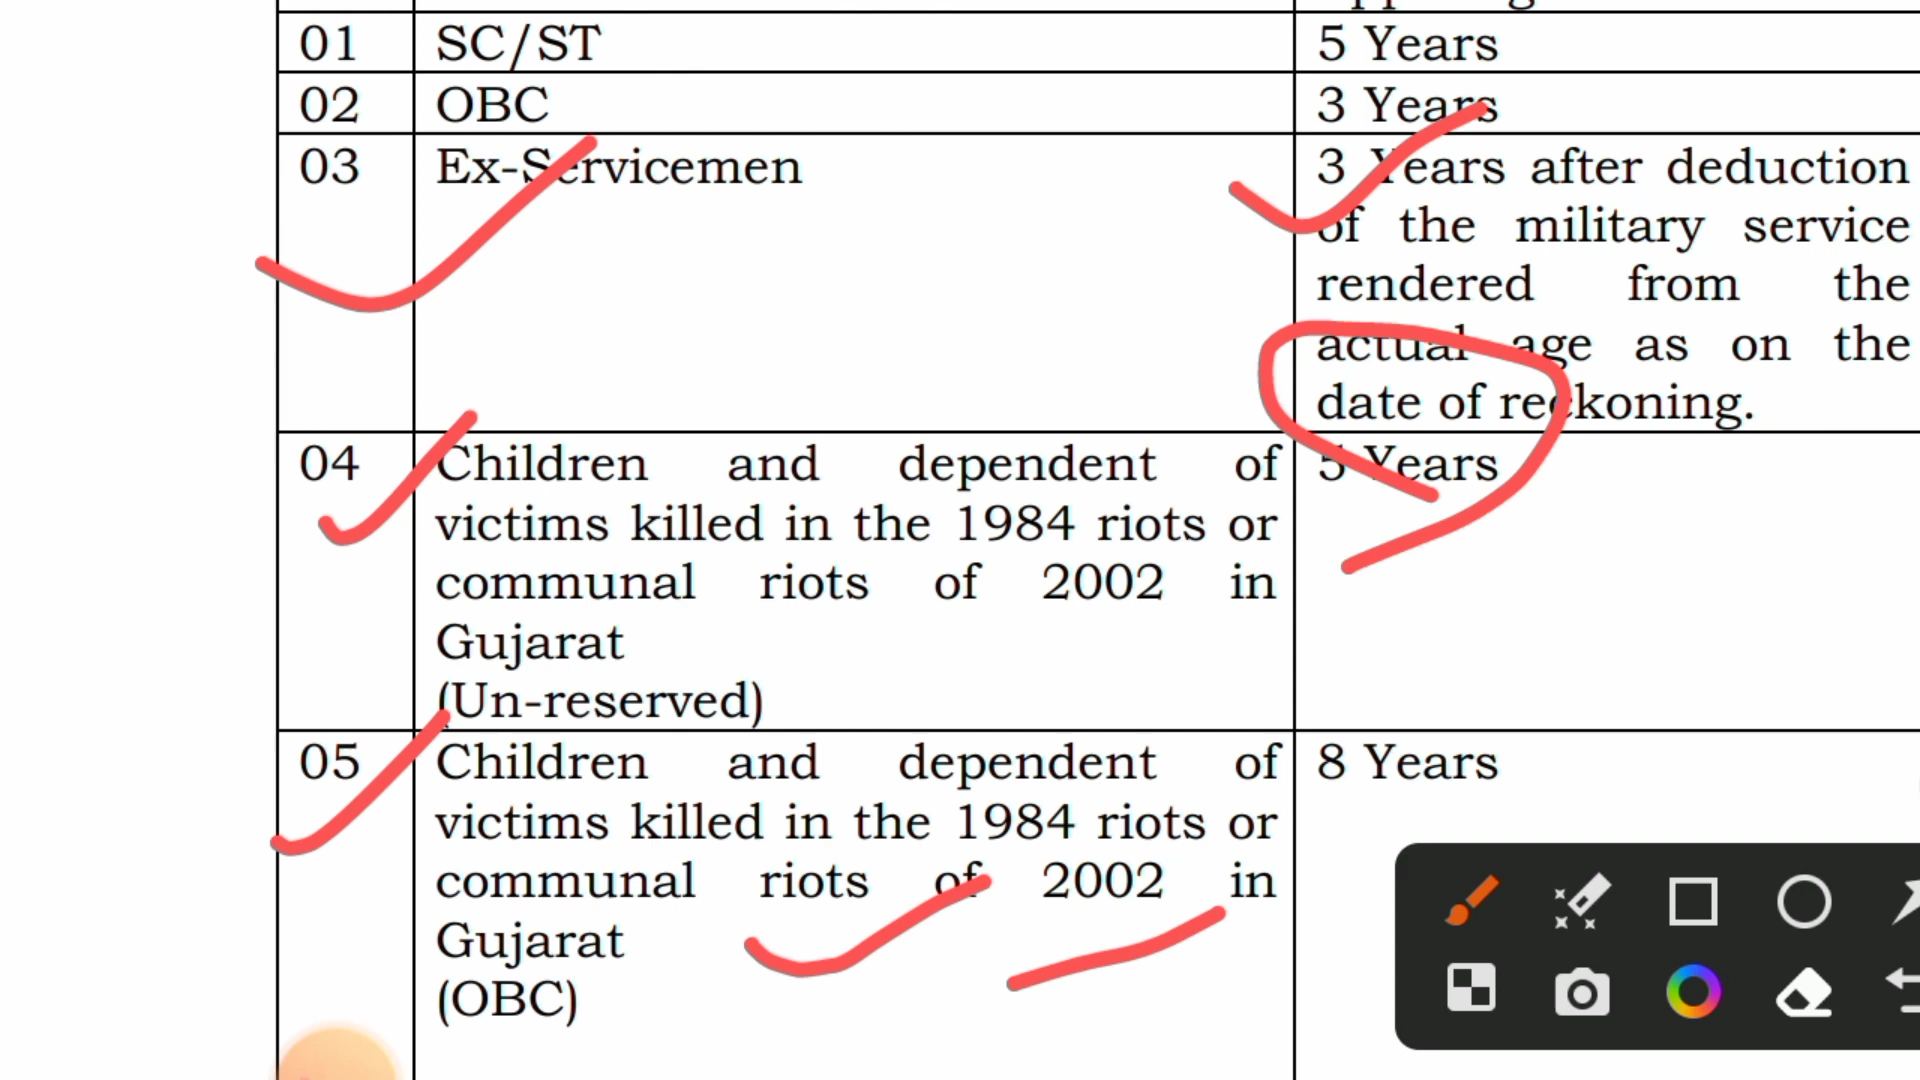 01 SC/ST 5 Years
02 OBC 3 Years
03 Ex-Servicemen 3 Years after deduction
of the military service
rendered from the
actual age as on the
date of reckoning.
04 Children and dependent of 5 Years
victims killed in the 1984 riots or
communal riots of 2002 in
Gujarat
(Un-reserved)
05 Children and dependent of 8 Years
victims killed in the 1984 riots or
communal riots of 2002 in
Gujarat
(OBC)